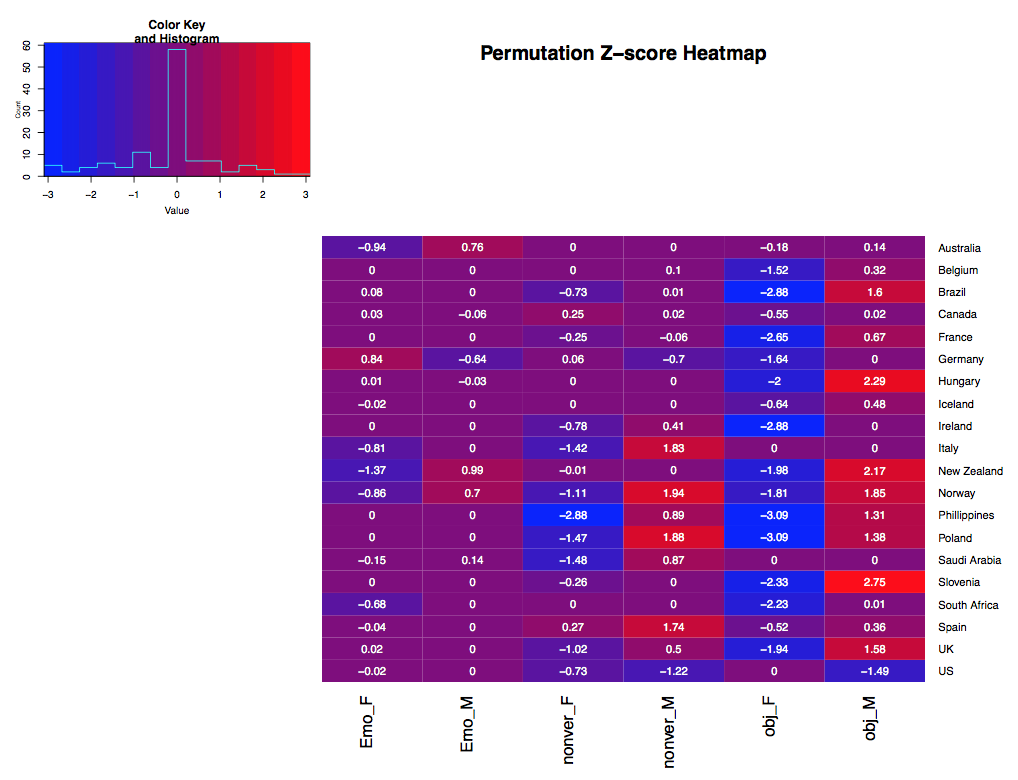 Color Key
and Histogram
Permutation Z−score Heatmap
60
50
40
30
20
10
0
Count
−3 −2 −1 0 1 2 3
Value
−0.94 0.76 0 0 −0.18 0.14 Australia
0 0 0 0.1 −1.52 0.32 Belgium
0.08 0 −0.73 0.01 −2.88 1.6 Brazil
0.03 −0.06 0.25 0.02 −0.55 0.02 Canada
0 0 −0.25 −0.06 −2.65 0.67 France
0.84 −0.64 0.06 −0.7 −1.64 0 Germany
0.01 −0.03 0 0 −2 2.29 Hungary
−0.02 0 0 0 −0.64 0.48 Iceland
0 0 −0.78 0.41 −2.88 0 Ireland
−0.81 0 −1.42 1.83 0 0 Italy
−1.37 0.99 −0.01 0 −1.98 2.17 New Zealand
−0.86 0.7 −1.11 1.94 −1.81 1.85 Norway
0 0 −2.88 0.89 −3.09 1.31 Phillippines
0 0 −1.47 1.88 −3.09 1.38 Poland
−0.15 0.14 −1.48 0.87 0 0 Saudi Arabia
0 0 −0.26 0 −2.33 2.75 Slovenia
−0.68 0 0 0 −2.23 0.01 South Africa
−0.04 0 0.27 1.74 −0.52 0.36 Spain
0.02 0 −1.02 0.5 −1.94 1.58 UK
−0.02 0 −0.73 −1.22 0 −1.49 US
Emo_F Emo_M nonver_F nonver_M obj_F obj_M